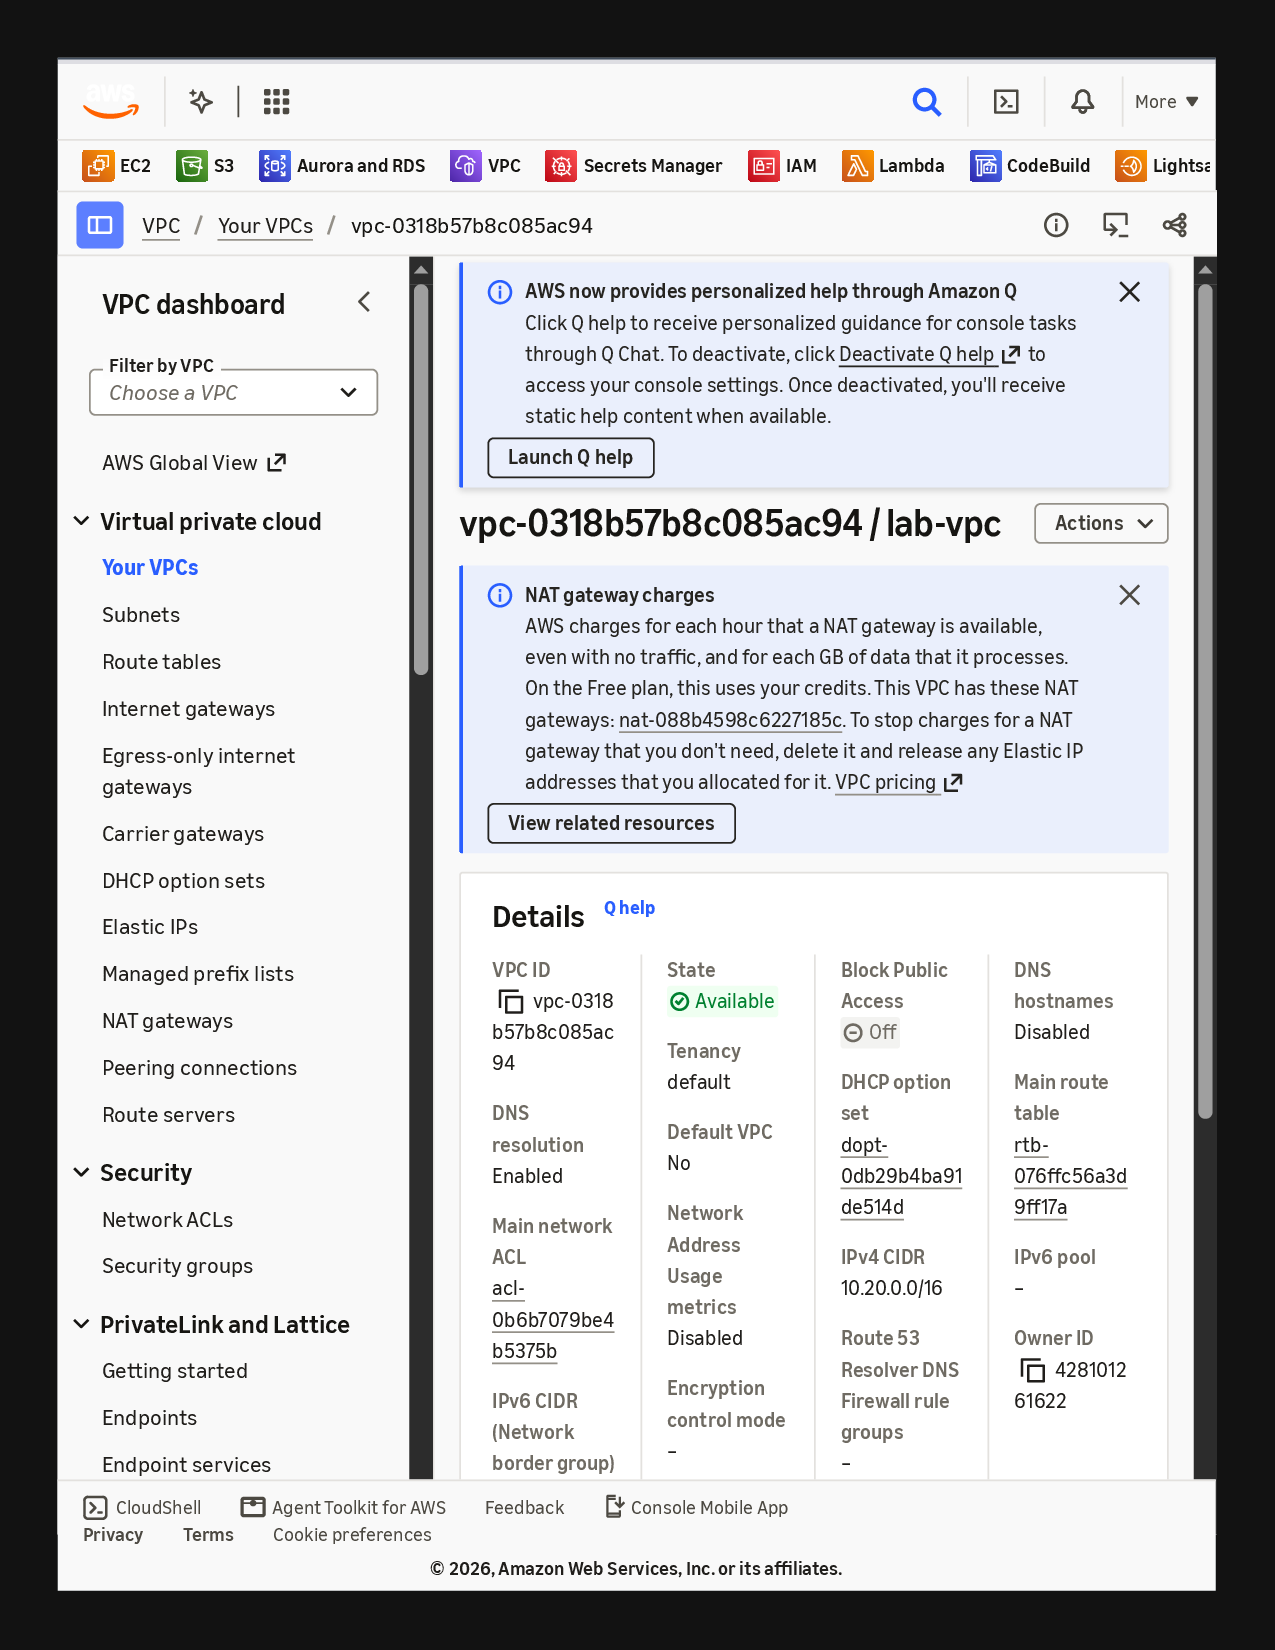 aws
More
EC2
S3
Aurora and RDS
VPC
Secrets Manager
IAM
Lambda
CodeBuild
Lightsa
VPC / Your VPCs / vpc-0318b57b8c085ac94
VPC dashboard
Filter by VPC
Choose a VPC
AWS Global View
Virtual private cloud
Your VPCs
Subnets
Route tables
Internet gateways
Egress-only internet
gateways
Carrier gateways
DHCP option sets
Elastic IPs
Managed prefix lists
NAT gateways
Peering connections
Route servers
Security
Network ACLs
Security groups
PrivateLink and Lattice
Getting started
Endpoints
Endpoint services
AWS now provides personalized help through Amazon Q
Click Q help to receive personalized guidance for console tasks
through Q Chat. To deactivate, click Deactivate Q help to
access your console settings. Once deactivated, you'll receive
static help content when available.
Launch Q help
vpc-0318b57b8c085ac94 / lab-vpc
Actions
NAT gateway charges
AWS charges for each hour that a NAT gateway is available,
even with no traffic, and for each GB of data that it processes.
On the Free plan, this uses your credits. This VPC has these NAT
gateways: nat-088b4598c6227185c. To stop charges for a NAT
gateway that you don't need, delete it and release any Elastic IP
addresses that you allocated for it. VPC pricing
View related resources
Details
Q help
VPC ID
vpc-0318
b57b8c085ac
94
DNS
resolution
Enabled
Main network
ACL
acl-
0b6b7079be4
b5375b
IPv6 CIDR
(Network
border group)
State
Available
Tenancy
default
Default VPC
No
Network
Address
Usage
metrics
Disabled
Encryption
control mode
–
Block Public
Access
Off
DHCP option
set
dopt-
0db29b4ba91
de514d
IPv4 CIDR
10.20.0.0/16
Route 53
Resolver DNS
Firewall rule
groups
–
DNS
hostnames
Disabled
Main route
table
rtb-
076ffc56a3d
9ff17a
IPv6 pool
–
Owner ID
4281012
61622
CloudShell
Agent Toolkit for AWS
Feedback
Console Mobile App
Privacy
Terms
Cookie preferences
© 2026, Amazon Web Services, Inc. or its affiliates.